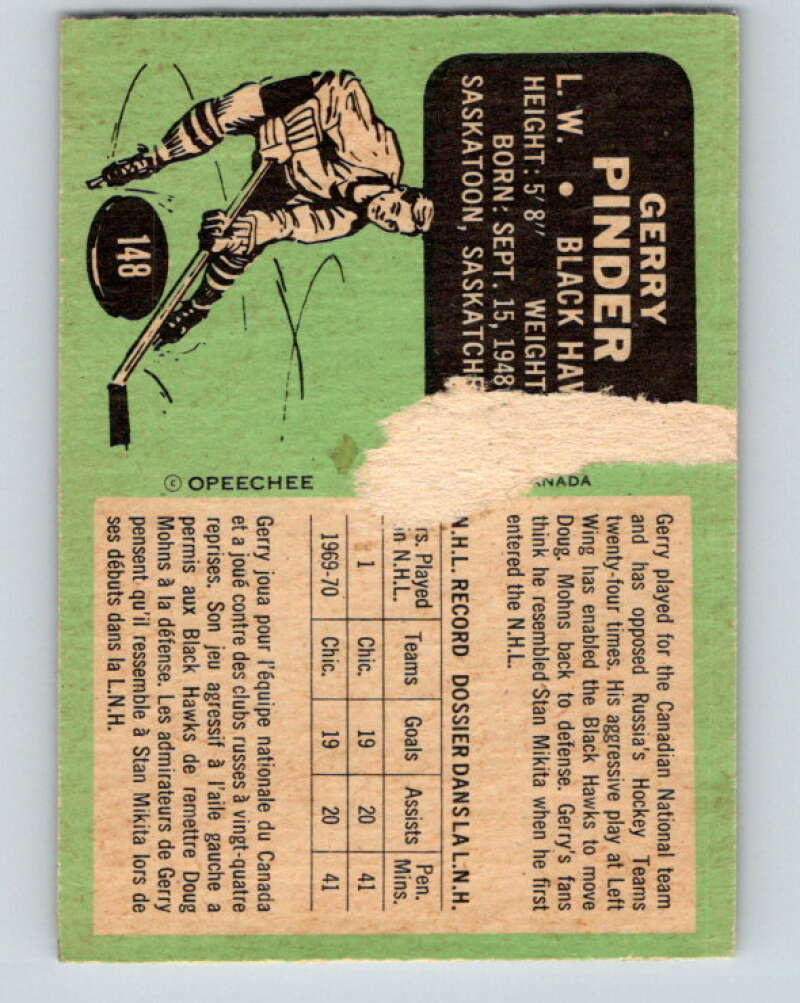 GERRY
PINDER
L. W. • BLACK HAW
HEIGHT: 5' 8" WEIGHT
BORN: SEPT. 15, 1948
SASKATOON, SASKATCHE
148
© OPEECHEE
ANADA
Gerry played for the Canadian National team
and has opposed Russia's Hockey Teams
twenty-four times. His aggressive play at Left
Wing has enabled the Black Hawks to move
Doug. Mohns back to defense. Gerry's fans
think he resembled Stan Mikita when he first
entered the N.H.L.
N.H.L. RECORD DOSSIER DANS LA L.N.H.
rs. Played Teams Goals Assists Pen.
in N.H.L. Mins.
1 Chic. 19 20 41
1969-70 Chic. 19 20 41
Gerry joua pour l'équipe nationale du Canada
et a joué contre des clubs russes à vingt-quatre
reprises. Son jeu agressif à l'aile gauche a
permis aux Black Hawks de remettre Doug
Mohns à la défense. Les admirateurs de Gerry
pensent qu'il ressemble à Stan Mikita lors de
ses débuts dans la L.N.H.